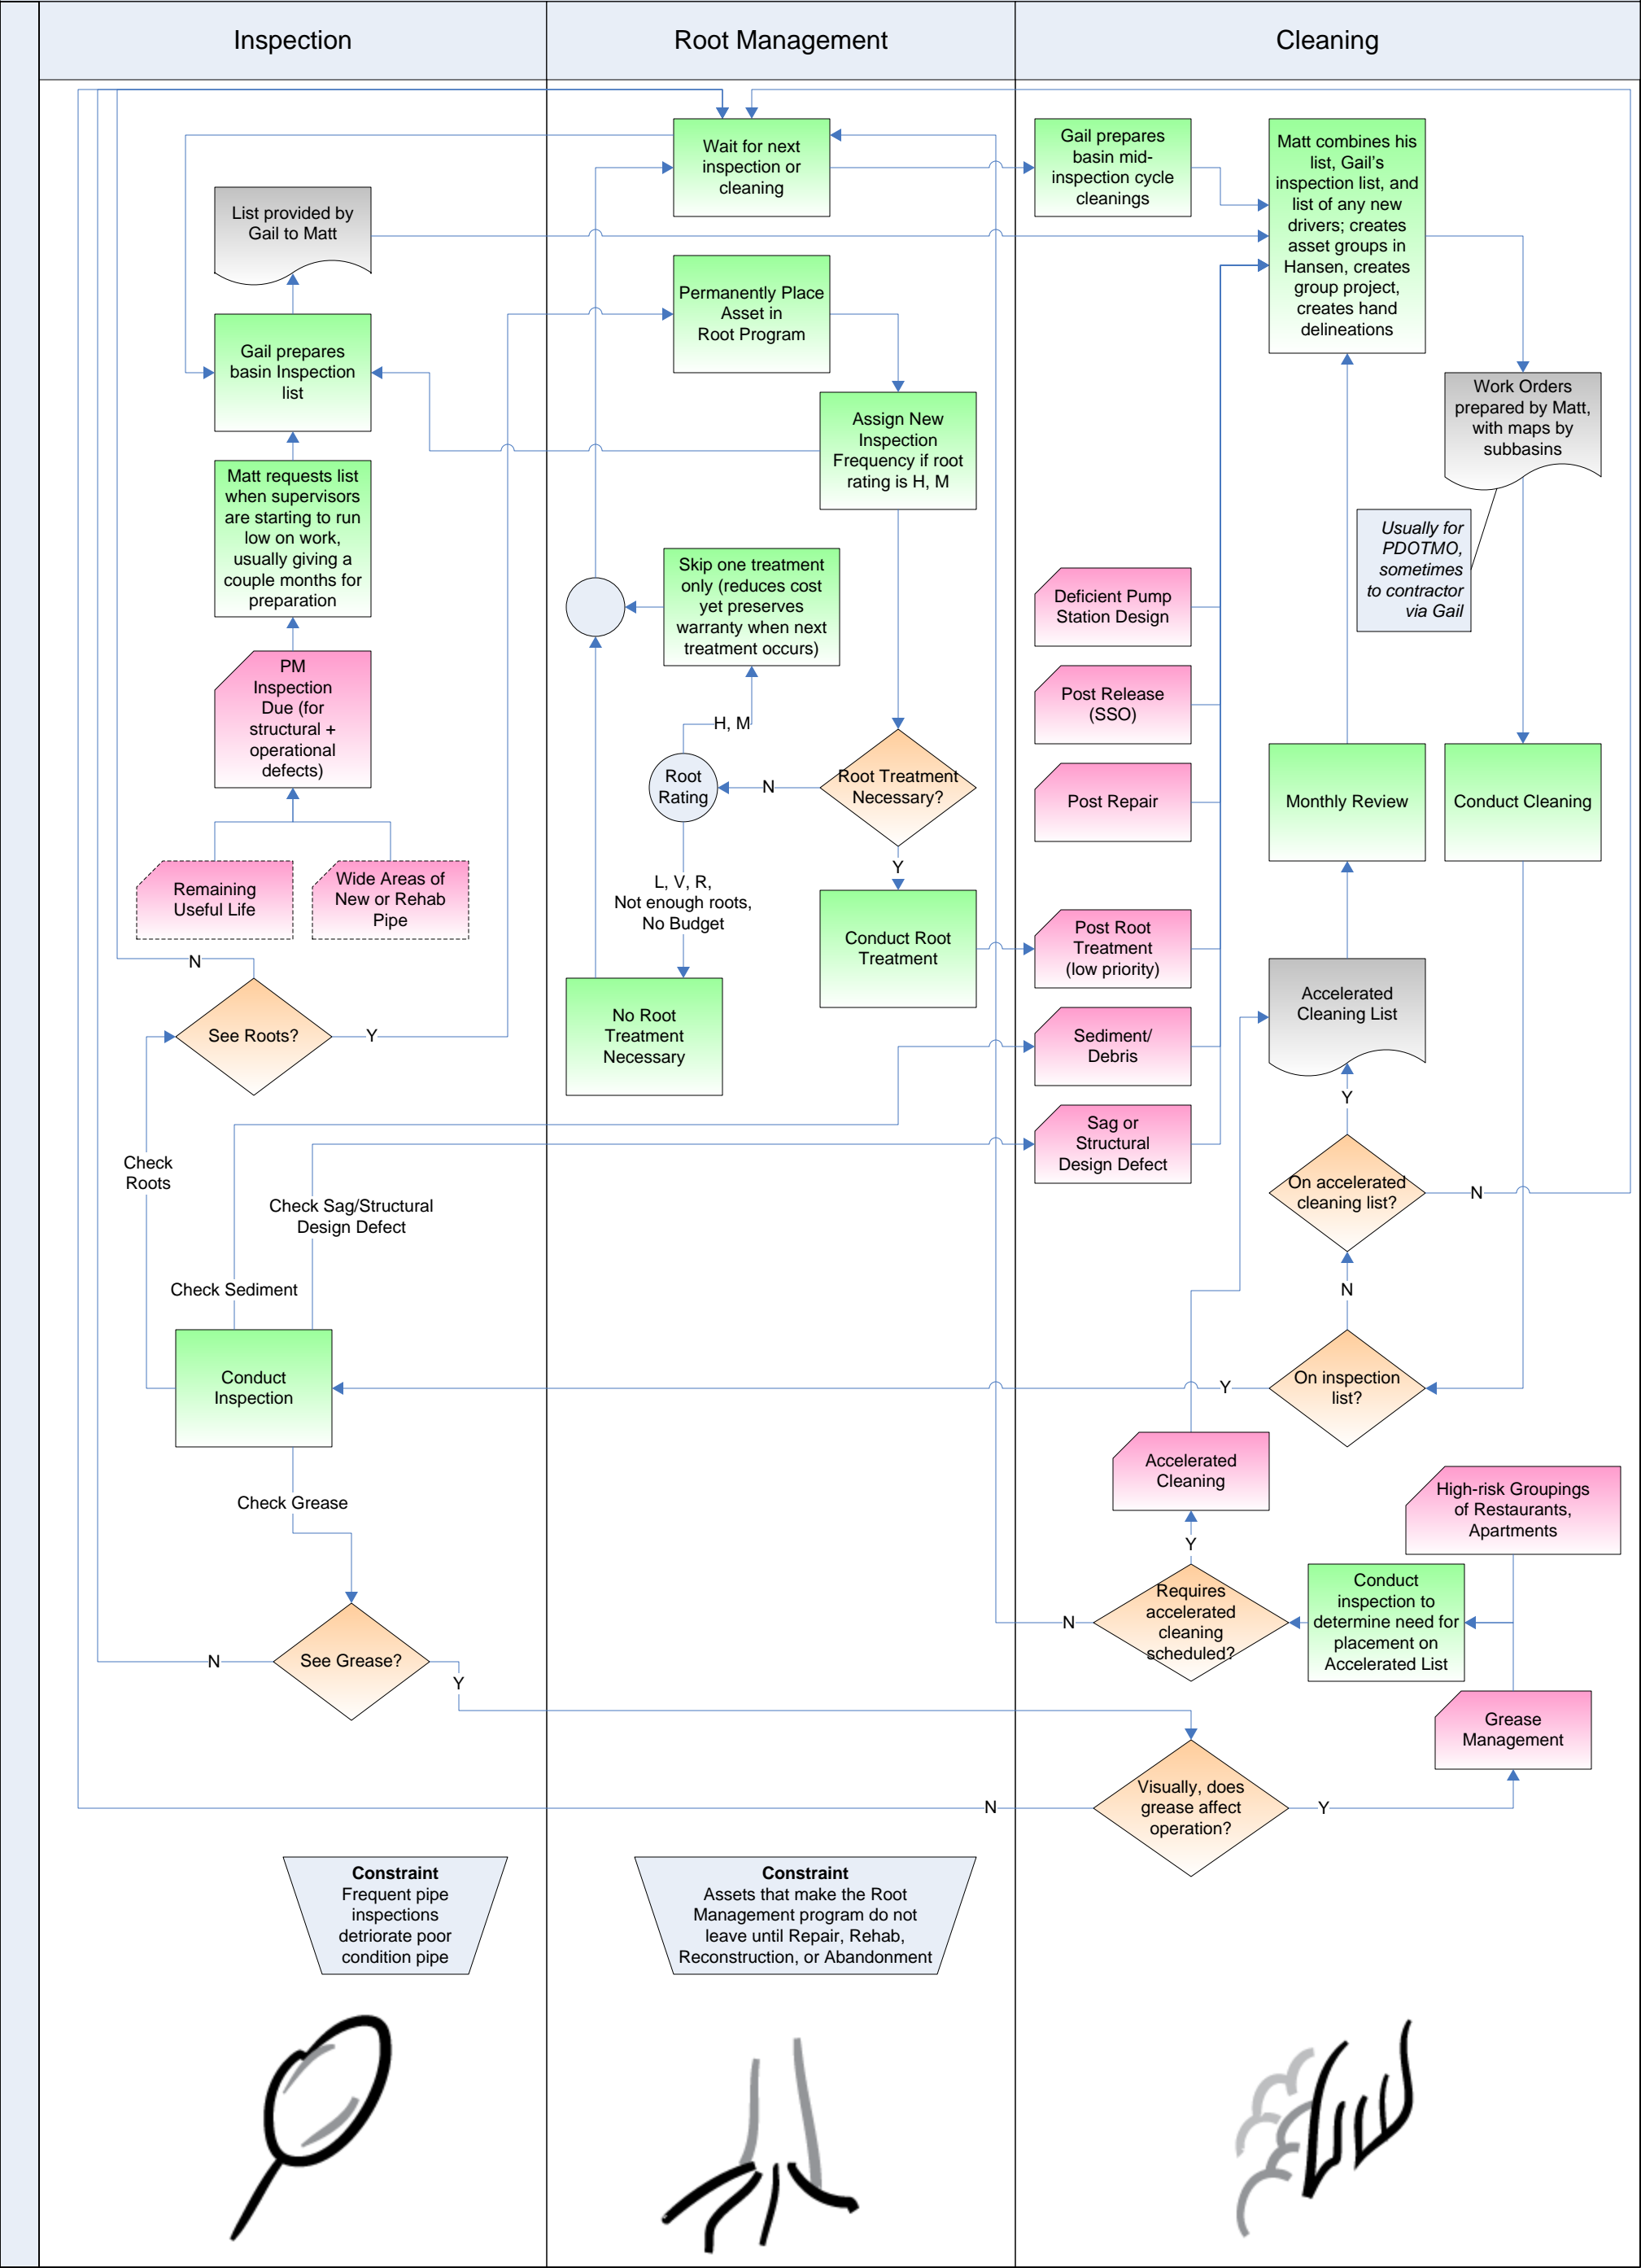 Inspection
Root Management
Cleaning
Wait for next
inspection or
cleaning
Gail prepares
basin mid-
inspection cycle
cleanings
Matt combines his
list, Gail's
inspection list, and
list of any new
drivers; creates
asset groups in
Hansen, creates
group project,
creates hand
delineations
List provided by
Gail to Matt
Permanently Place
Asset in
Root Program
Gail prepares
basin Inspection
list
Work Orders
prepared by Matt,
with maps by
subbasins
Assign New
Inspection
Frequency if root
rating is H, M
Matt requests list
when supervisors
are starting to run
low on work,
usually giving a
couple months for
preparation
Usually for
PDOTMO,
sometimes
to contractor
via Gail
Skip one treatment
only (reduces cost
yet preserves
warranty when next
treatment occurs)
Deficient Pump
Station Design
PM
Inspection
Due (for
structural +
operational
defects)
Post Release
(SSO)
H, M
Root
Rating
N
Root Treatment
Necessary?
Post Repair
Monthly Review
Conduct Cleaning
Y
Remaining
Useful Life
Wide Areas of
New or Rehab
Pipe
L, V, R,
Not enough roots,
No Budget
Conduct Root
Treatment
Post Root
Treatment
(low priority)
N
See Roots?
Y
No Root
Treatment
Necessary
Accelerated
Cleaning List
Sediment/
Debris
Y
Sag or
Structural
Design Defect
Check
Roots
On accelerated
cleaning list?
N
Check Sag/Structural
Design Defect
Check Sediment
N
Conduct
Inspection
Y
On inspection
list?
Accelerated
Cleaning
High-risk Groupings
of Restaurants,
Apartments
Check Grease
Y
Requires
accelerated
cleaning
scheduled?
N
Conduct
inspection to
determine need for
placement on
Accelerated List
N
See Grease?
Y
Grease
Management
Visually, does
grease affect
operation?
N
Y
Constraint
Frequent pipe
inspections
detriorate poor
condition pipe
Constraint
Assets that make the Root
Management program do not
leave until Repair, Rehab,
Reconstruction, or Abandonment